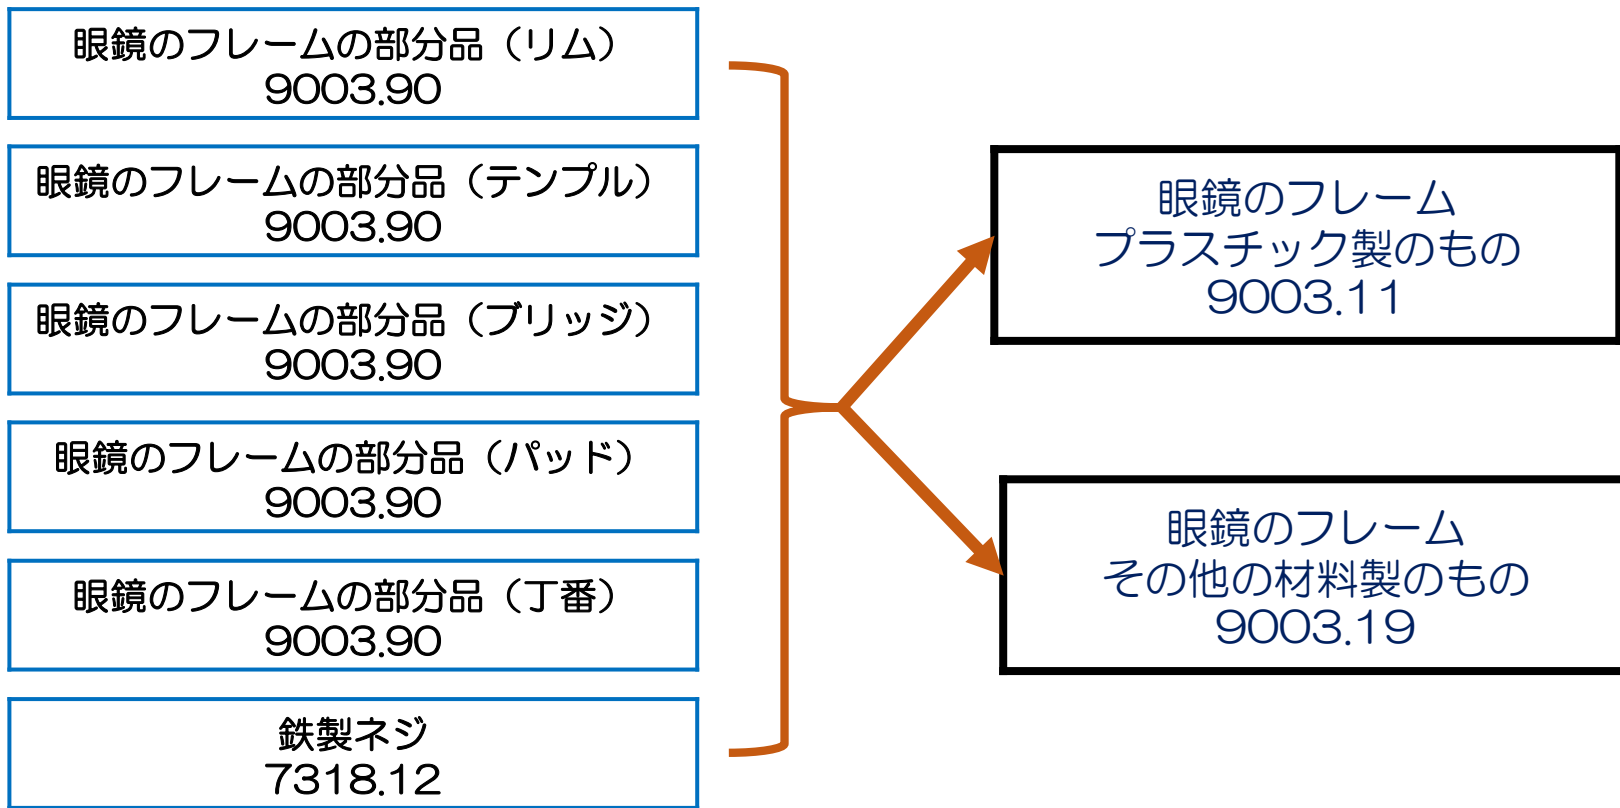 眼鏡のフレームの部分品（リム）
9003.90
眼鏡のフレームの部分品（テンプル）
9003.90
眼鏡のフレームの部分品（ブリッジ）
9003.90
眼鏡のフレームの部分品（パッド）
9003.90
眼鏡のフレームの部分品（丁番）
9003.90
鉄製ネジ
7318.12
眼鏡のフレーム
プラスチック製のもの
9003.11
眼鏡のフレーム
その他の材料製のもの
9003.19